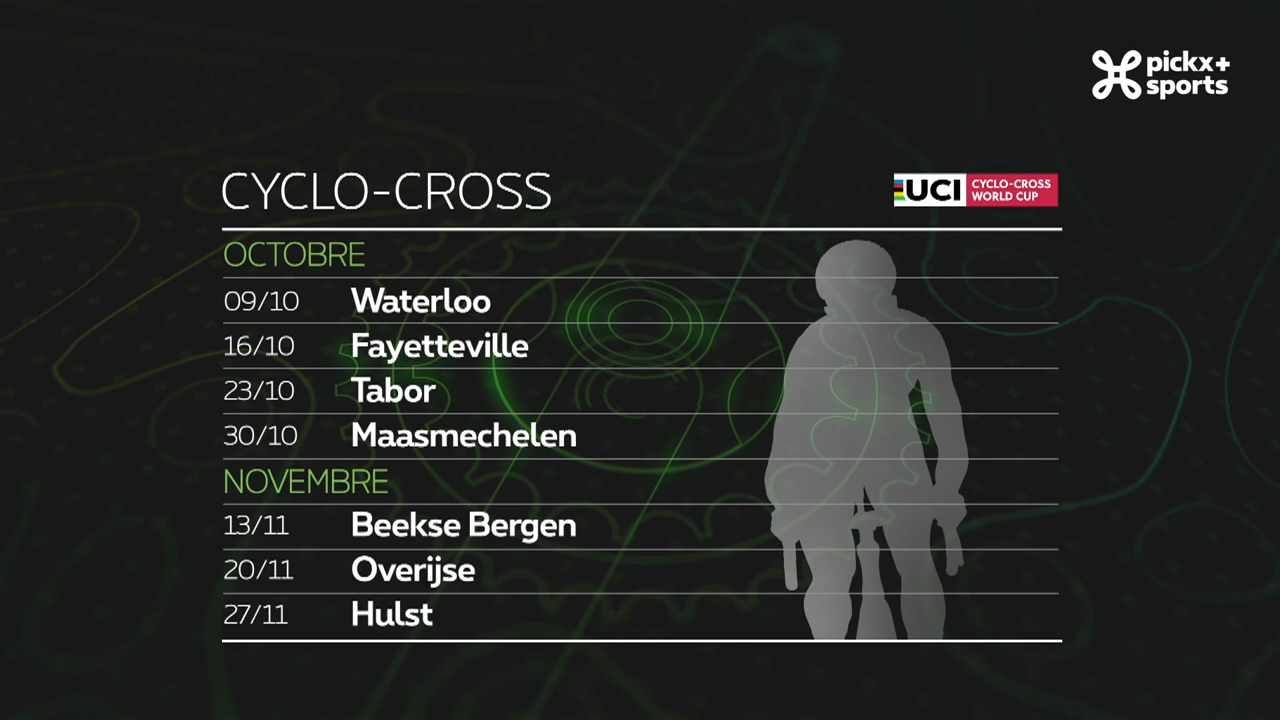 pickx+
sports
CYCLO-CROSS
UCI CYCLO-CROSS
WORLD CUP
OCTOBRE
09/10 Waterloo
16/10 Fayetteville
23/10 Tabor
30/10 Maasmechelen
NOVEMBRE
13/11 Beekse Bergen
20/11 Overijse
27/11 Hulst